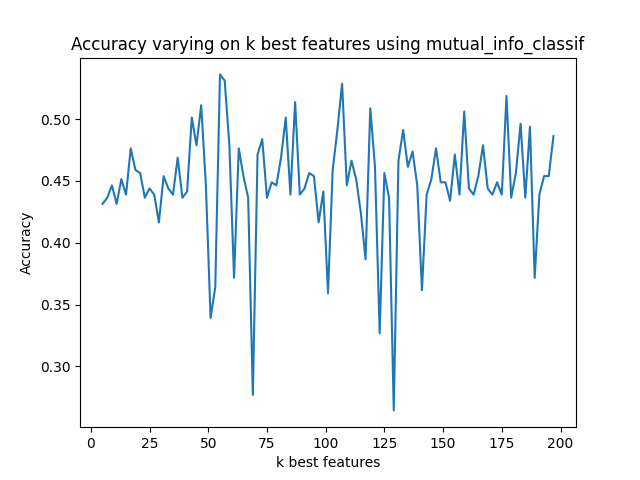 Accuracy varying on k best features using mutual_info_classif
0.50
0.45
0.40
0.35
0.30
Accuracy
0 25 50 75 100 125 150 175 200
k best features